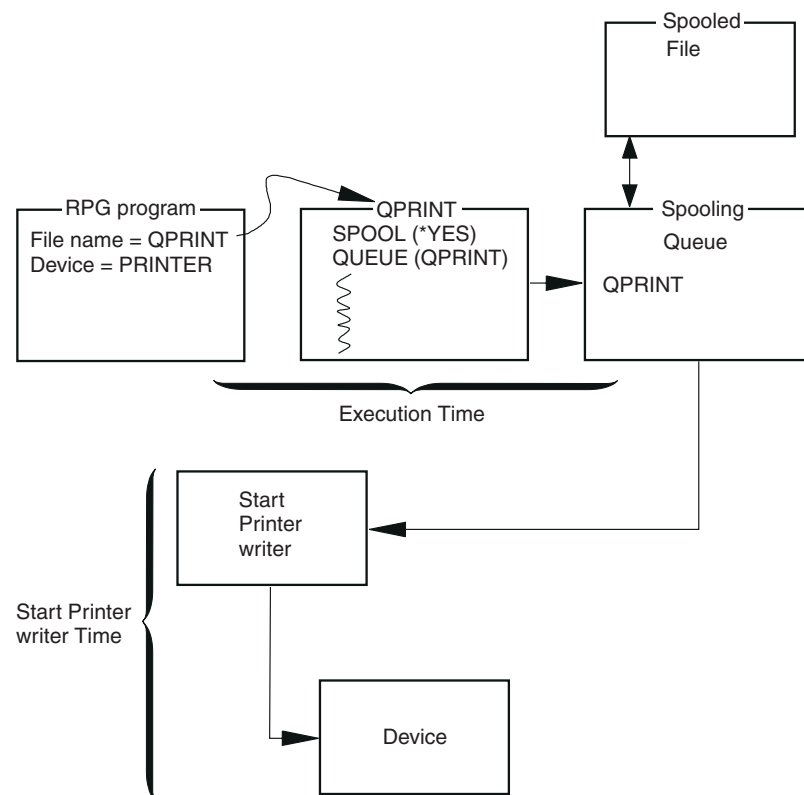 Spooled
File
RPG program
File name = QPRINT
Device = PRINTER
QPRINT
SPOOL (*YES)
QUEUE (QPRINT)
Spooling
Queue
QPRINT
Execution Time
Start
Printer
writer
Start Printer
writer Time
Device